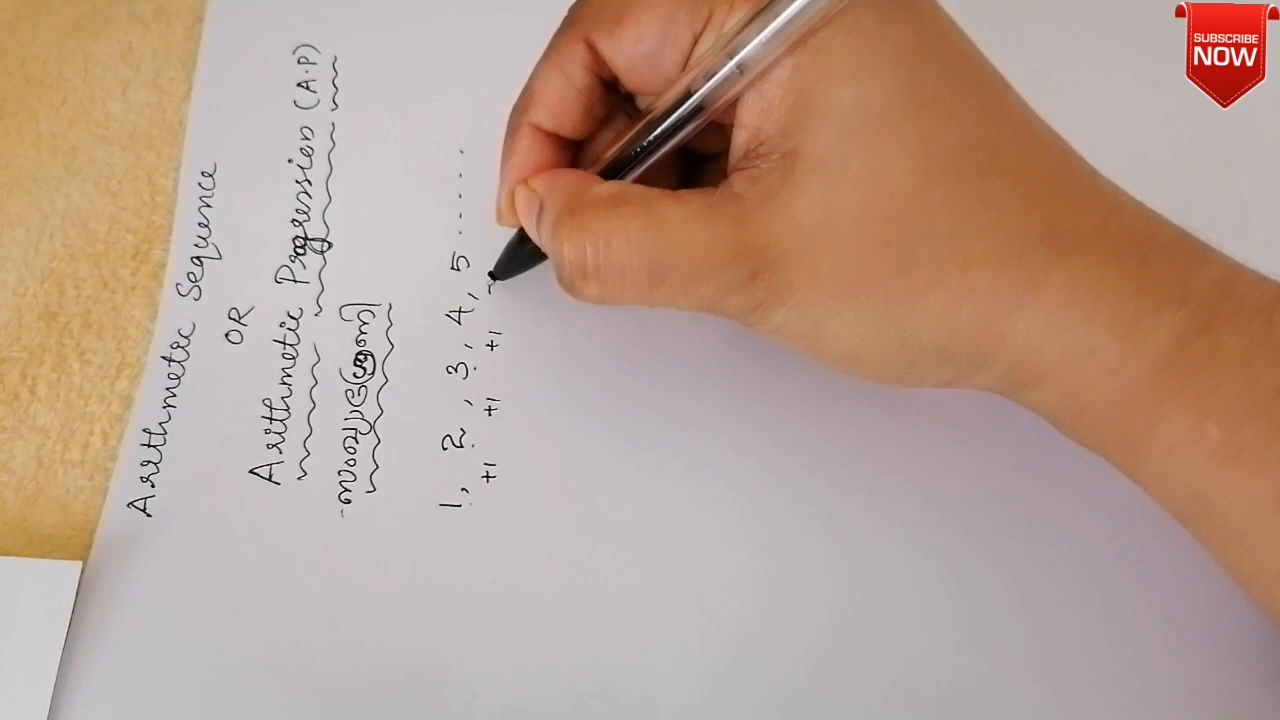 Arithmetic Sequence
OR
Arithmetic Progression (A.P)
1, 2, 3, 4, 5 ......
+1 +1 +1
SUBSCRIBE
NOW